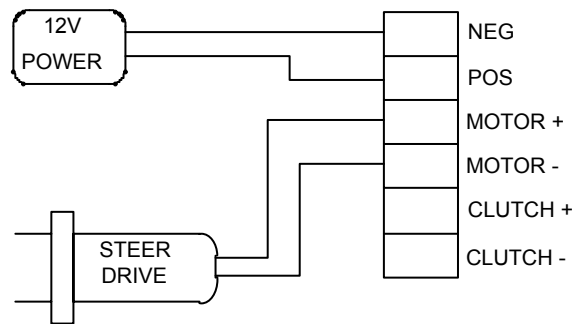 12V
POWER
NEG
POS
MOTOR +
MOTOR -
CLUTCH +
CLUTCH -
STEER
DRIVE